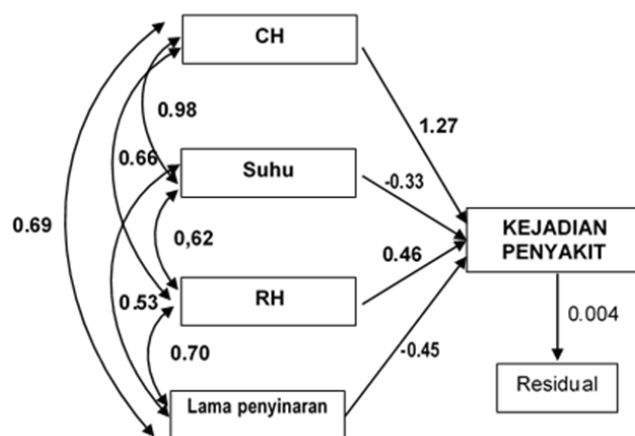 CH
0.98
1.27
0.66
Suhu
-0.33
0.69
0,62
KEJADIAN
PENYAKIT
0.46
0.53
RH
0.004
0.70
-0.45
Residual
Lama penyinaran